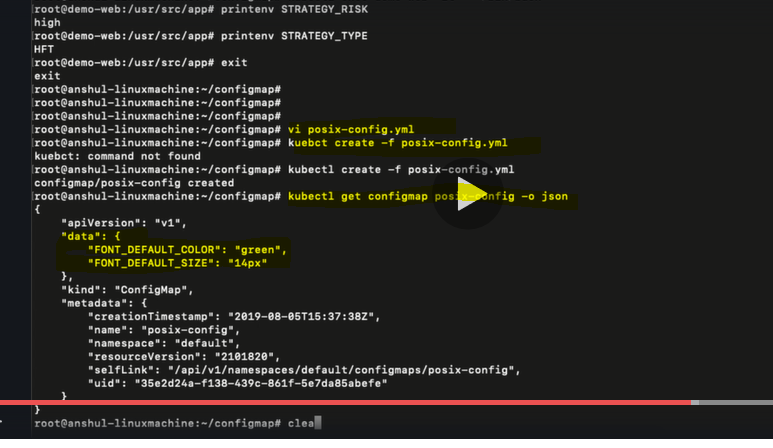 root@demo-web:/usr/src/app# printenv STRATEGY_RISK
high
root@demo-web:/usr/src/app# printenv STRATEGY_TYPE
HFT
root@demo-web:/usr/src/app# exit
exit
root@anshul-linuxmachine:~/configmap#
root@anshul-linuxmachine:~/configmap#
root@anshul-linuxmachine:~/configmap#
root@anshul-linuxmachine:~/configmap# vi posix-config.yml
root@anshul-linuxmachine:~/configmap# kuebct create -f posix-config.yml
kuebct: command not found
root@anshul-linuxmachine:~/configmap# kubectl create -f posix-config.yml
configmap/posix-config created
root@anshul-linuxmachine:~/configmap# kubectl get configmap posix-config -o json
{
    "apiVersion": "v1",
    "data": {
        "FONT_DEFAULT_COLOR": "green",
        "FONT_DEFAULT_SIZE": "14px"
    },
    "kind": "ConfigMap",
    "metadata": {
        "creationTimestamp": "2019-08-05T15:37:38Z",
        "name": "posix-config",
        "namespace": "default",
        "resourceVersion": "2101820",
        "selfLink": "/api/v1/namespaces/default/configmaps/posix-config",
        "uid": "35e2d24a-f138-439c-861f-5e7da85abefe"
    }
}
root@anshul-linuxmachine:~/configmap# clea